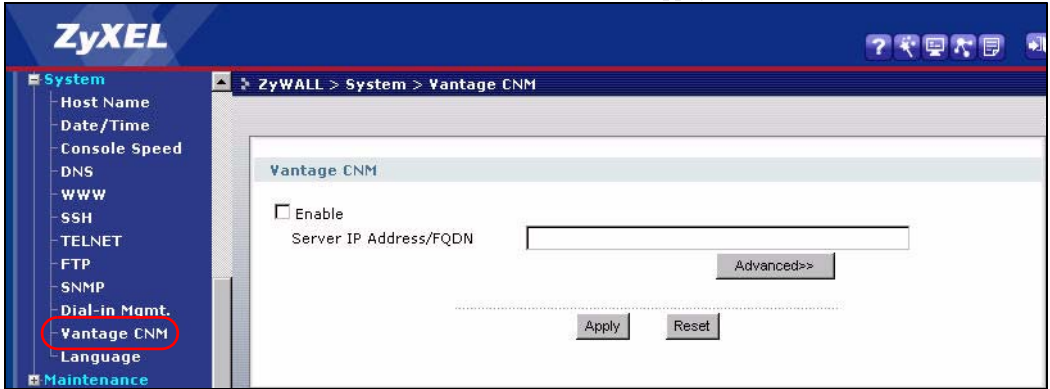 ZyXEL
?
System
Host Name
Date/Time
Console Speed
DNS
WWW
SSH
TELNET
FTP
SNMP
Dial-in Mgmt.
Vantage CNM
Language
Maintenance
ZyWALL > System > Vantage CNM
Vantage CNM
Enable
Server IP Address/FQDN
Advanced>>
Apply Reset